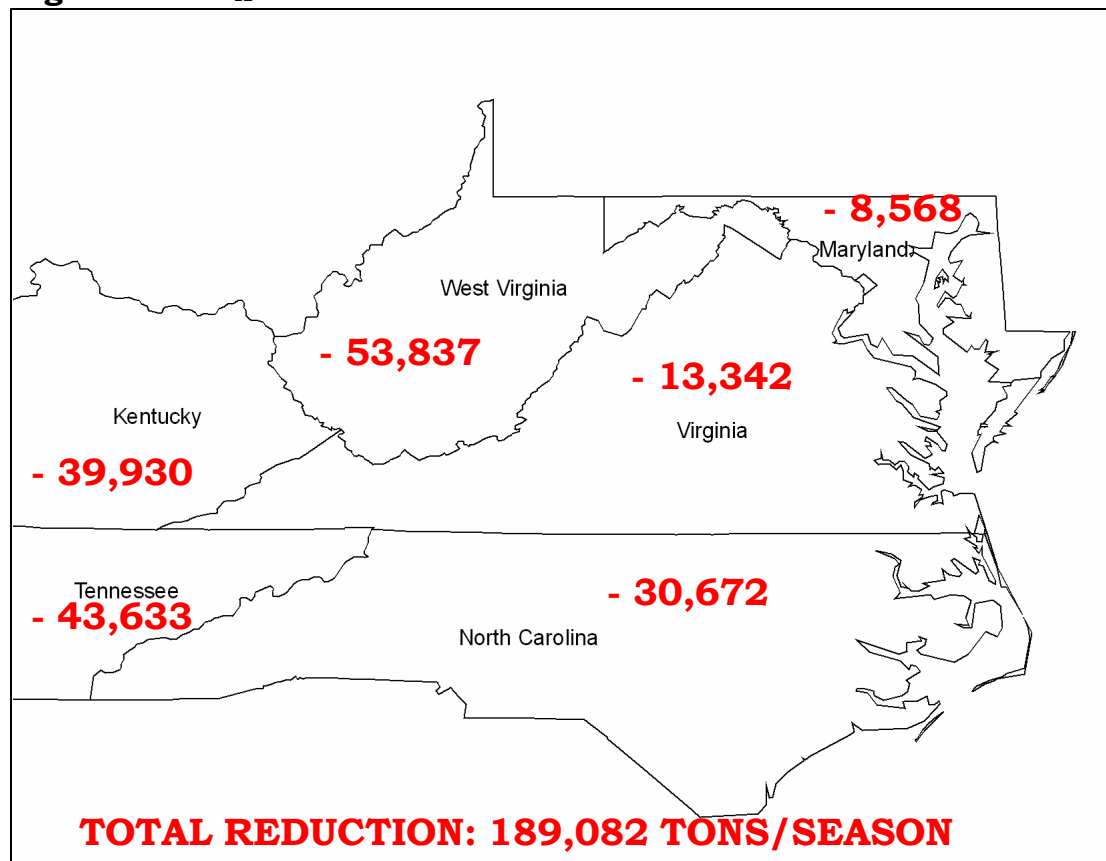 - 8,568
Maryland
West Virginia
- 53,837
- 13,342
Kentucky
Virginia
- 39,930
Tennessee
- 43,633
- 30,672
North Carolina
TOTAL REDUCTION: 189,082 TONS/SEASON